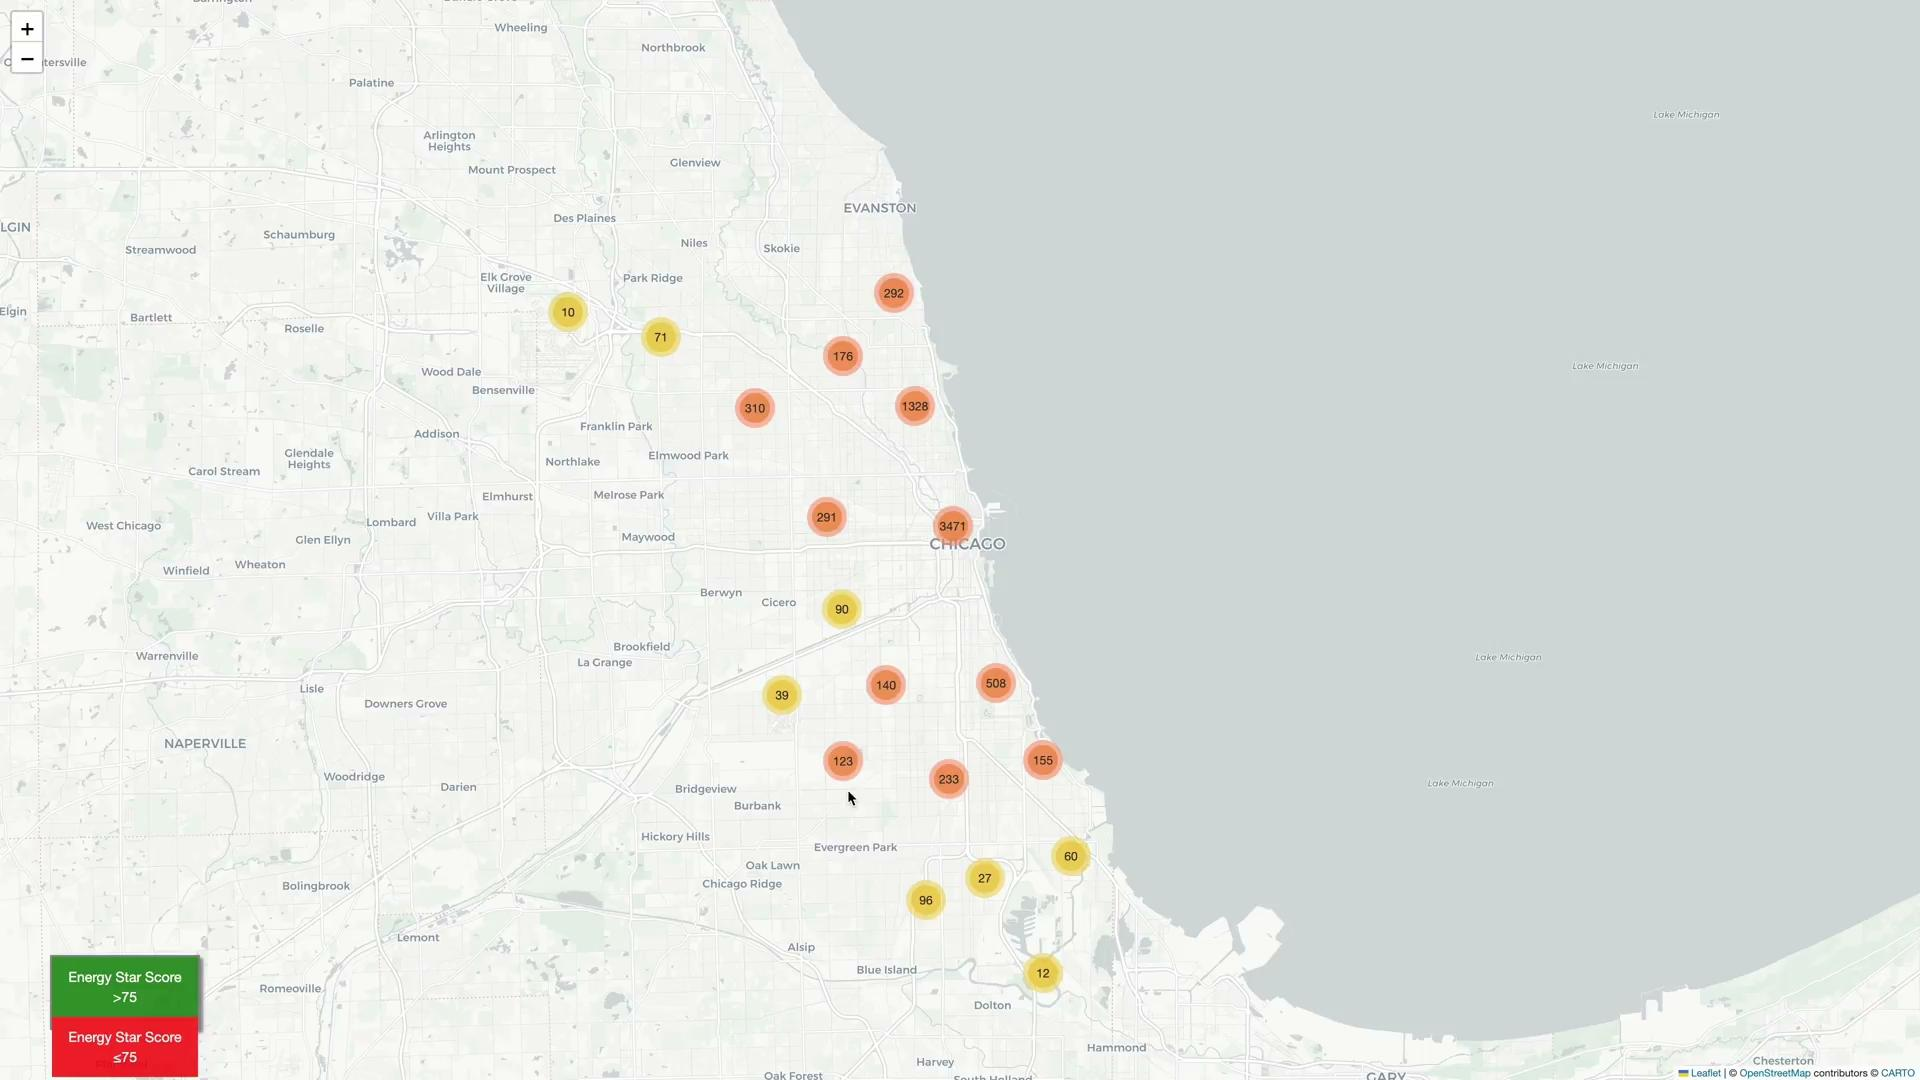 Wheeling
Northbrook
+
−
Palatine
Arlington
Heights
Glenview
Mount Prospect
Lake Michigan
EVANSTON
Des Plaines
LGIN
Schaumburg
Niles
Skokie
Streamwood
Elk Grove
Village
Park Ridge
292
10
Elgin
Bartlett
Roselle
71
176
Lake Michigan
Wood Dale
Bensenville
310
1328
Franklin Park
Addison
Glendale
Heights
Elmwood Park
Northlake
Carol Stream
Elmhurst
Melrose Park
West Chicago
Lombard
Villa Park
291
3471
CHICAGO
Glen Ellyn
Maywood
Winfield
Wheaton
Berwyn
Cicero
90
Brookfield
La Grange
Warrenville
Lake Michigan
Lisle
39
140
508
Downers Grove
NAPERVILLE
Woodridge
123
233
155
Darien
Bridgeview
Burbank
Lake Michigan
Hickory Hills
Evergreen Park
60
Oak Lawn
Chicago Ridge
27
Bolingbrook
96
Lemont
Alsip
Blue Island
12
Energy Star Score
>75
Romeoville
Dolton
Energy Star Score
≤75
Harvey
Hammond
Chesterton
Oak Forest
South Holland
GARY
Leaflet | © OpenStreetMap contributors © CARTO